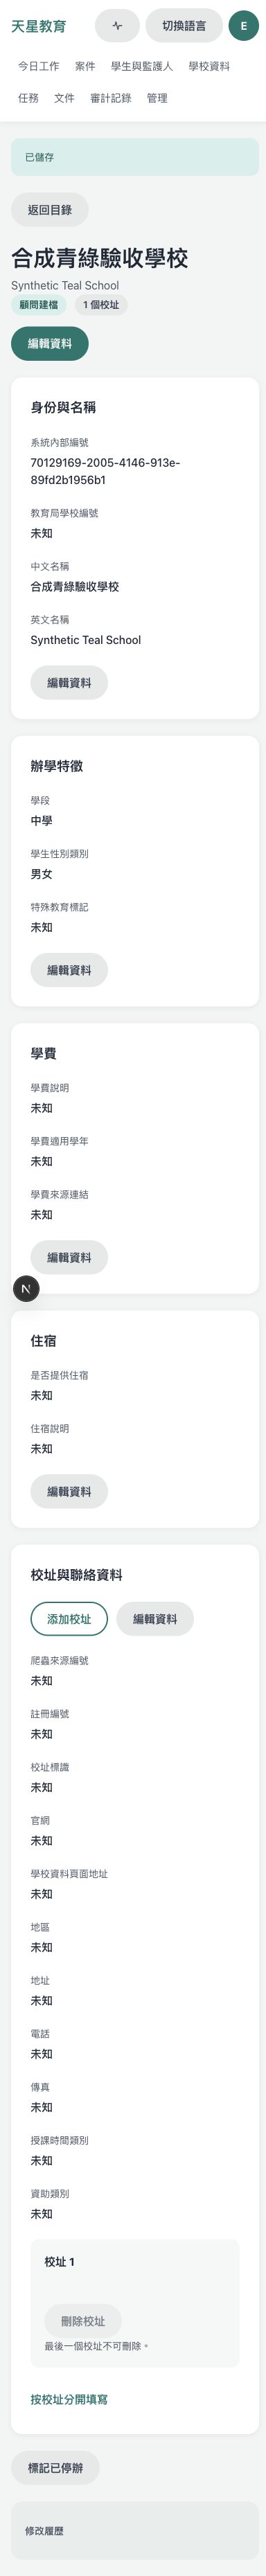 天星教育
切換語言
E
今日工作 案件 學生與監護人 學校資料
任務 文件 審計記錄 管理
已儲存
返回目錄
合成青綠驗收學校
Synthetic Teal School
顧問建檔 1 個校址
編輯資料
身份與名稱
系統內部編號
70129169-2005-4146-913e-
89fd2b1956b1
教育局學校編號
未知
中文名稱
合成青綠驗收學校
英文名稱
Synthetic Teal School
編輯資料
辦學特徵
學段
中學
學生性別類別
男女
特殊教育標記
未知
編輯資料
學費
學費說明
未知
學費適用學年
未知
學費來源連結
未知
編輯資料
N
住宿
是否提供住宿
未知
住宿說明
未知
編輯資料
校址與聯絡資料
添加校址 編輯資料
爬蟲來源編號
未知
註冊編號
未知
校址標識
未知
官網
未知
學校資料頁面地址
未知
地區
未知
地址
未知
電話
未知
傳真
未知
授課時間類別
未知
資助類別
未知
校址 1
刪除校址
最後一個校址不可刪除。
按校址分開填寫
標記已停辦
修改履歷